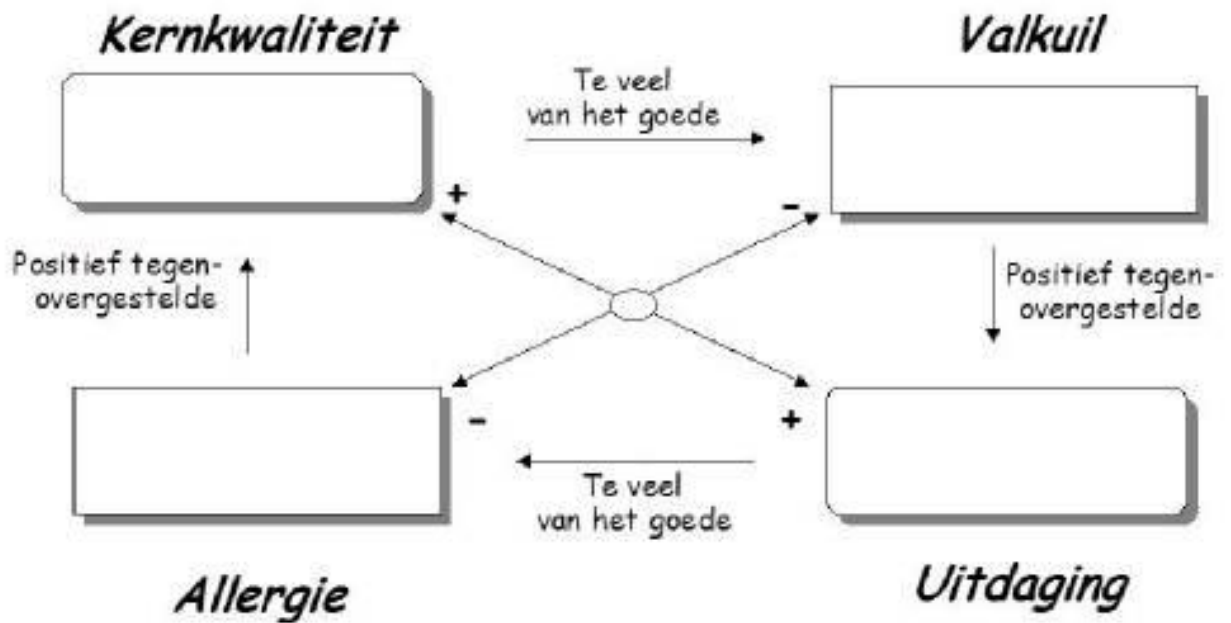 Kernkwaliteit
Valkuil
Te veel
van het goede
+
-
Positief tegen-
overgestelde
Positief tegen-
overgestelde
-
+
Te veel
van het goede
Allergie
Uitdaging